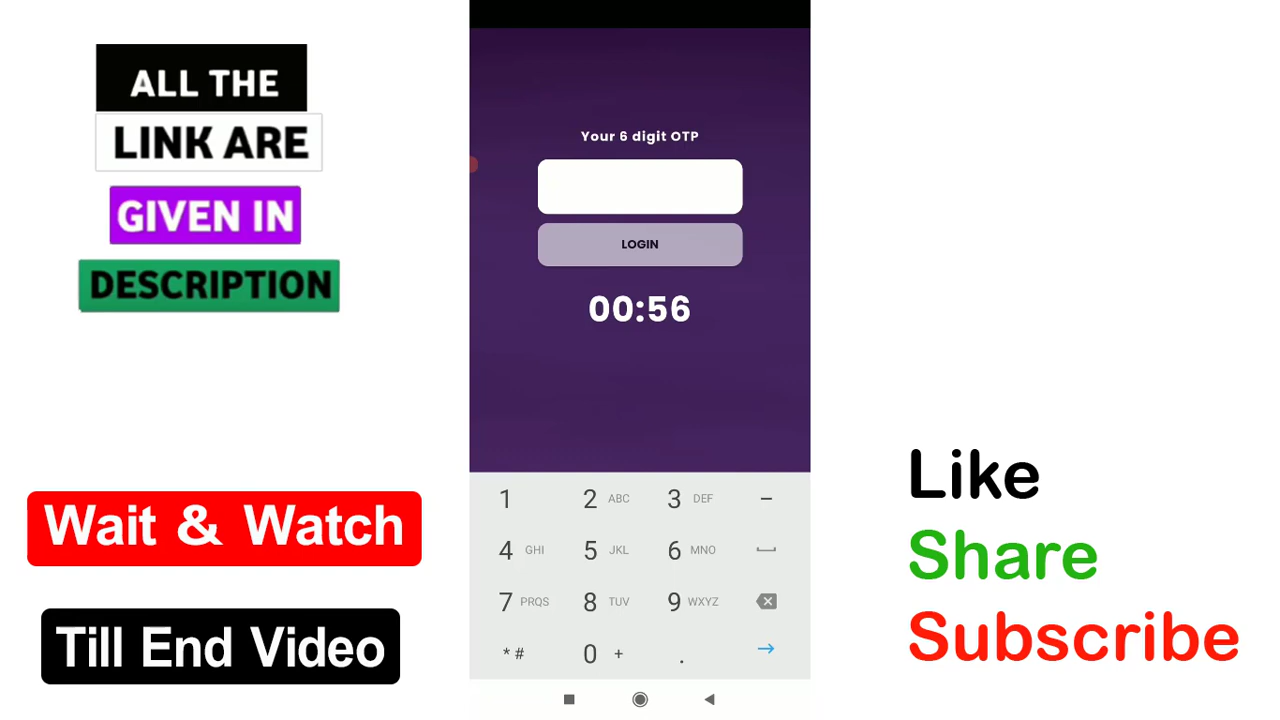 ALL THE
LINK ARE
GIVEN IN
DESCRIPTION
Wait & Watch
Till End Video
Your 6 digit OTP
LOGIN
00:56
1 2 ABC 3 DEF –
4 GHI 5 JKL 6 MNO
7 PRQS 8 TUV 9 WXYZ
* # 0 + .
Like
Share
Subscribe